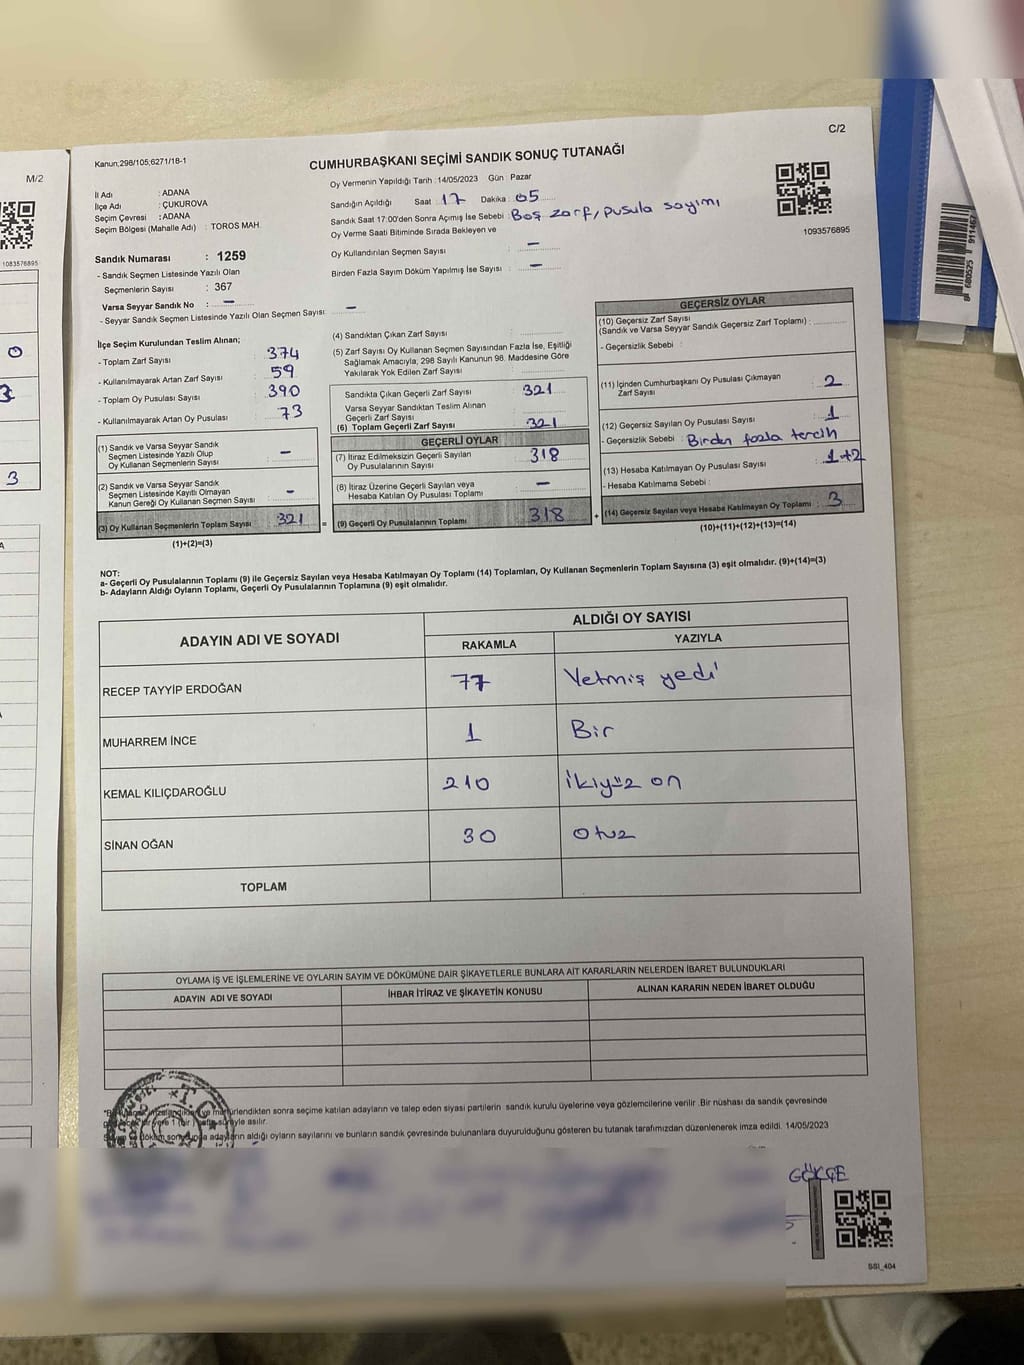 C/2
Kanun;298/105;6271/18-1
CUMHURBAŞKANI SEÇİMİ SANDIK SONUÇ TUTANAĞI
M/2
İl Adı : ADANA
İlçe Adı : ÇUKUROVA
Seçim Çevresi : ADANA
Seçim Bölgesi (Mahalle Adı) : TOROS MAH.
Oy Vermenin Yapıldığı Tarih :14/05/2023 Gün : Pazar
Sandığın Açıldığı Saat 17 Dakika : 05
Sandık Saat 17:00'den Sonra Açımış İse Sebebi : Boş zarf, pusula sayımı
Oy Verme Saati Bitiminde Sırada Bekleyen ve
Oy Kullandırılan Seçmen Sayısı : –
Birden Fazla Sayım Döküm Yapılmış İse Sayısı : –
1093576895
1083576895
Sandık Numarası : 1259
- Sandık Seçmen Listesinde Yazılı Olan
Seçmenlerin Sayısı : 367
Varsa Seyyar Sandık No : –
- Seyyar Sandık Seçmen Listesinde Yazılı Olan Seçmen Sayısı: –
İlçe Seçim Kurulundan Teslim Alınan;
- Toplam Zarf Sayısı : 374
- Kullanılmayarak Artan Zarf Sayısı : 59
- Toplam Oy Pusulası Sayısı : 390
- Kullanılmayarak Artan Oy Pusulası : 73
(1) Sandık ve Varsa Seyyar Sandık
Seçmen Listesinde Yazılı Olup
Oy Kullanan Seçmenlerin Sayısı : –
(2) Sandık ve Varsa Seyyar Sandık
Seçmen Listesinde Kayıtlı Olmayan
Kanun Gereği Oy Kullanan Seçmen Sayısı : –
(3) Oy Kullanan Seçmenlerin Toplam Sayısı : 321 =
(1)+(2)=(3)
(4) Sandıktan Çıkan Zarf Sayısı :
(5) Zarf Sayısı Oy Kullanan Seçmen Sayısından Fazla İse, Eşitliği
Sağlamak Amacıyla; 298 Sayılı Kanunun 98. Maddesine Göre
Yakılarak Yok Edilen Zarf Sayısı :
Sandıkta Çıkan Geçerli Zarf Sayısı : 321
Varsa Seyyar Sandıktan Teslim Alınan
Geçerli Zarf Sayısı :
(6) Toplam Geçerli Zarf Sayısı : 321
GEÇERLİ OYLAR
(7) İtiraz Edilmeksizin Geçerli Sayılan
Oy Pusulalarının Sayısı : 318
(8) İtiraz Üzerine Geçerli Sayılan veya
Hesaba Katılan Oy Pusulası Toplamı : –
(9) Geçerli Oy Pusulalarının Toplamı : 318 +
GEÇERSİZ OYLAR
(10) Geçersiz Zarf Sayısı
(Sandık ve Varsa Seyyar Sandık Geçersiz Zarf Toplamı) :
- Geçersizlik Sebebi :
(11) İçinden Cumhurbaşkanı Oy Pusulası Çıkmayan
Zarf Sayısı : 2
(12) Geçersiz Sayılan Oy Pusulası Sayısı : 1
- Geçersizlik Sebebi : Birden fazla tercih
(13) Hesaba Katılmayan Oy Pusulası Sayısı : 1+2
- Hesaba Katılmama Sebebi :
(14) Geçersiz Sayılan veya Hesaba Katılmayan Oy Toplamı : 3
(10)+(11)+(12)+(13)=(14)
NOT:
a- Geçerli Oy Pusulalarının Toplamı (9) ile Geçersiz Sayılan veya Hesaba Katılmayan Oy Toplamı (14) Toplamları, Oy Kullanan Seçmenlerin Toplam Sayısına (3) eşit olmalıdır. (9)+(14)=(3)
b- Adayların Aldığı Oyların Toplamı, Geçerli Oy Pusulalarının Toplamına (9) eşit olmalıdır.
ADAYIN ADI VE SOYADI
ALDIĞI OY SAYISI
RAKAMLA YAZIYLA
RECEP TAYYİP ERDOĞAN 77 Yetmiş yedi
MUHARREM İNCE 1 Bir
KEMAL KILIÇDAROĞLU 210 ikiyüz on
SİNAN OĞAN 30 otuz
TOPLAM
OYLAMA İŞ VE İŞLEMLERİNE VE OYLARIN SAYIM VE DÖKÜMÜNE DAİR ŞİKAYETLERLE BUNLARA AİT KARARLARIN NELERDEN İBARET BULUNDUKLARI
ADAYIN ADI VE SOYADI İHBAR İTİRAZ VE ŞİKAYETİN KONUSU ALINAN KARARIN NEDEN İBARET OLDUĞU
sonra seçime katılan adayların ve talep eden siyasi partilerin sandık kurulu üyelerine veya gözlemcilerine verilir .Bir nüshası da sandık çevresinde
asılır.
aldığı oyların sayılarını ve bunların sandık çevresinde bulunanlara duyurulduğunu gösteren bu tutanak tarafımızdan düzenlenerek imza edildi. 14/05/2023
T.C.
GÖKÇE
SSİ_404